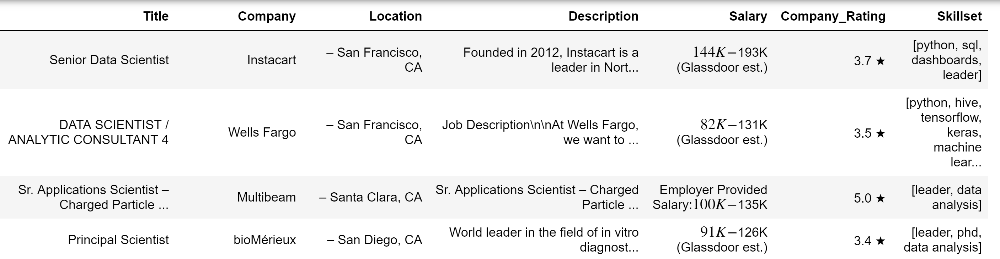 Title Company Location Description Salary Company_Rating Skillset
Senior Data Scientist
Instacart
– San Francisco,
CA
Founded in 2012, Instacart is a
leader in Nort...
144K−193K
(Glassdoor est.)
3.7 ★
[python, sql,
dashboards,
leader]
DATA SCIENTIST /
ANALYTIC CONSULTANT 4
Wells Fargo
– San Francisco,
CA
Job Description\n\nAt Wells Fargo,
we want to ...
82K−131K
(Glassdoor est.)
3.5 ★
[python, hive,
tensorflow,
keras,
machine
lear...
Sr. Applications Scientist –
Charged Particle ...
Multibeam
– Santa Clara, CA
Sr. Applications Scientist – Charged
Particle ...
Employer Provided
Salary:100K−135K
5.0 ★
[leader, data
analysis]
Principal Scientist
bioMérieux
– San Diego, CA
World leader in the field of in vitro
diagnost...
91K−126K
(Glassdoor est.)
3.4 ★
[leader, phd,
data analysis]